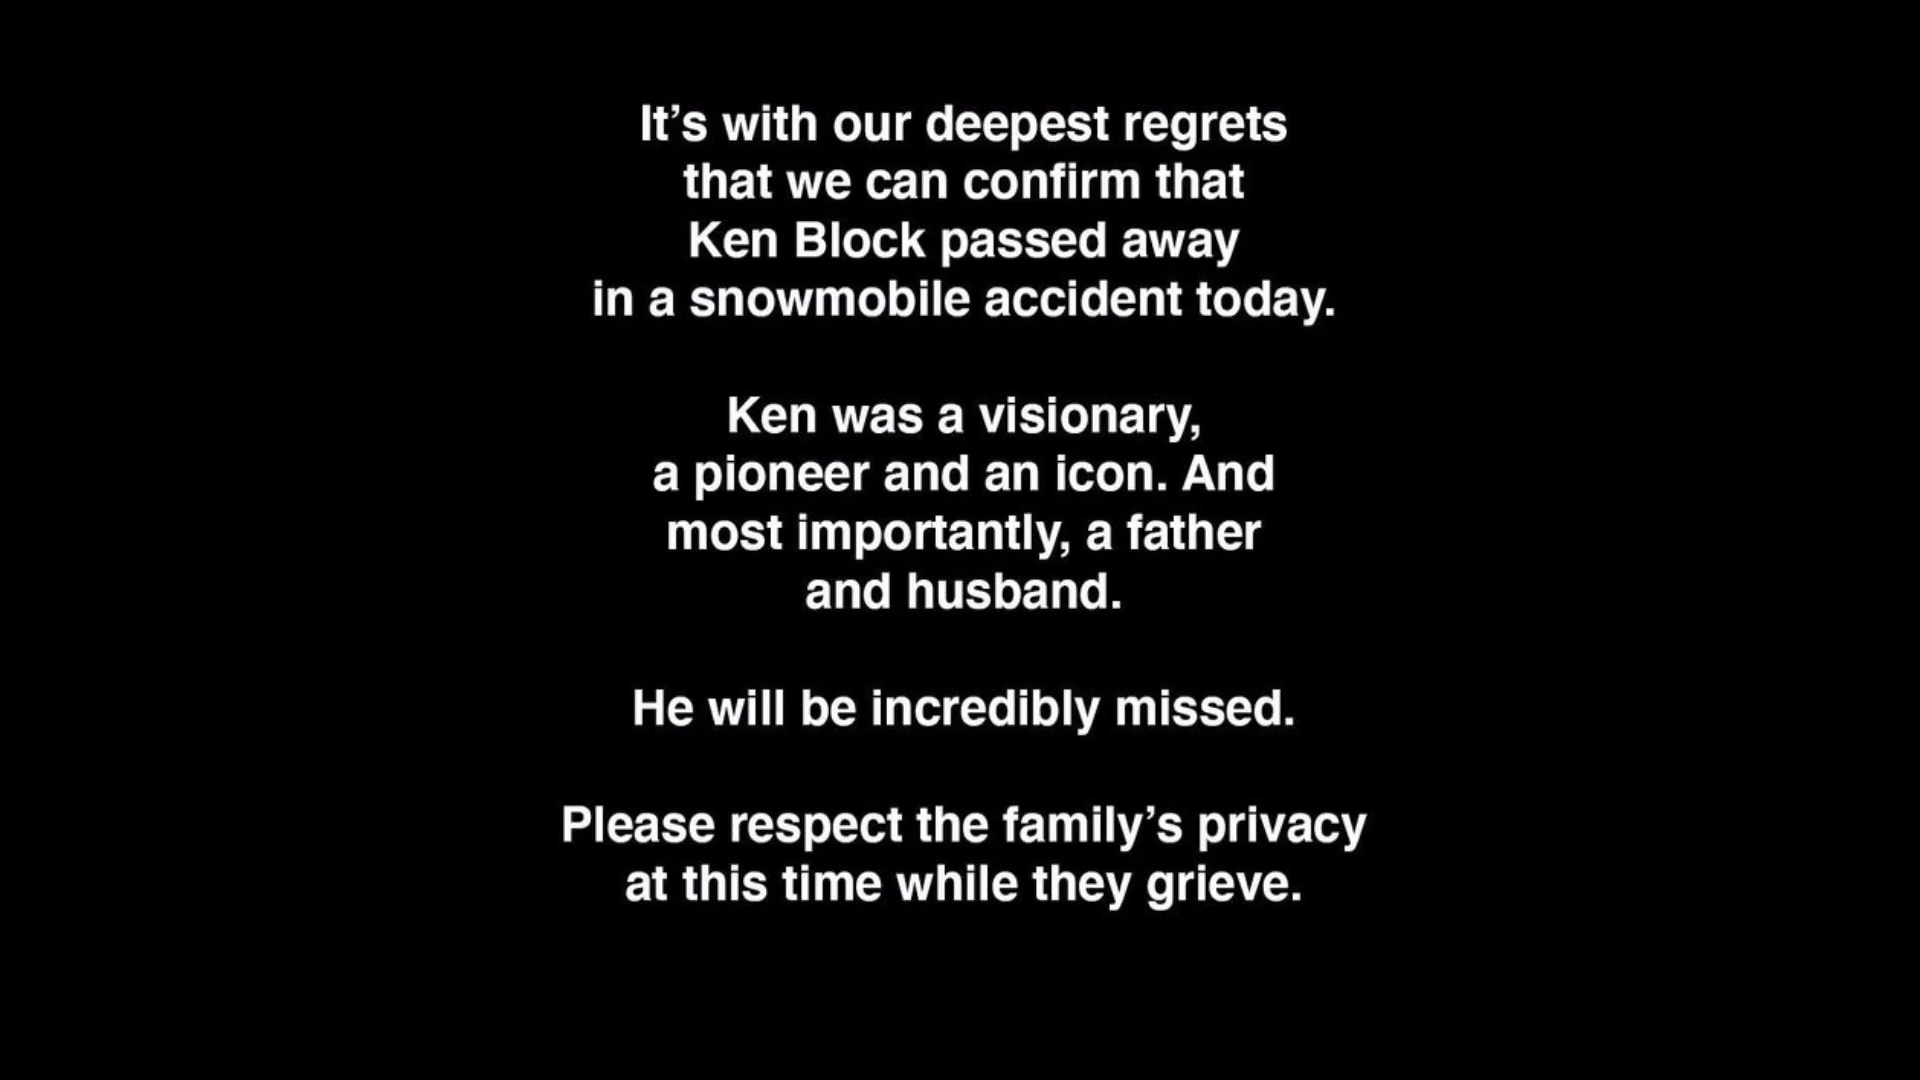 It’s with our deepest regrets
that we can confirm that
Ken Block passed away
in a snowmobile accident today.
Ken was a visionary,
a pioneer and an icon. And
most importantly, a father
and husband.
He will be incredibly missed.
Please respect the family’s privacy
at this time while they grieve.